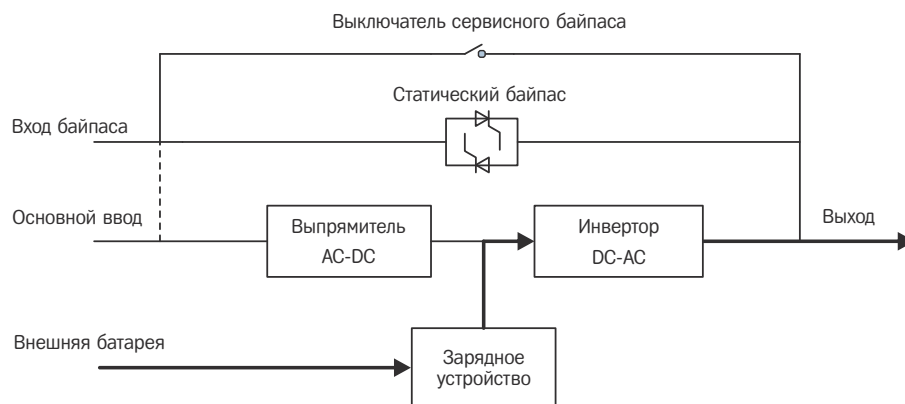 Выключатель сервисного байпаса
Статический байпас
Вход байпаса
Основной ввод
Выпрямитель
AC-DC
Инвертор
DC-AC
Выход
Внешняя батарея
Зарядное
устройство